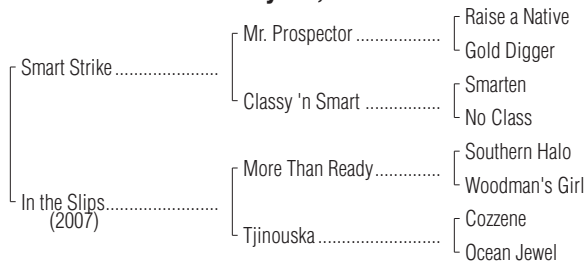 Raise a Native
Mr. Prospector ..................
Gold Digger
Smart Strike ......................
Smarten
Classy 'n Smart ................
No Class
Southern Halo
More Than Ready ..............
Woodman's Girl
In the Slips ........................
(2007)
Cozzene
Tjinouska ..........................
Ocean Jewel